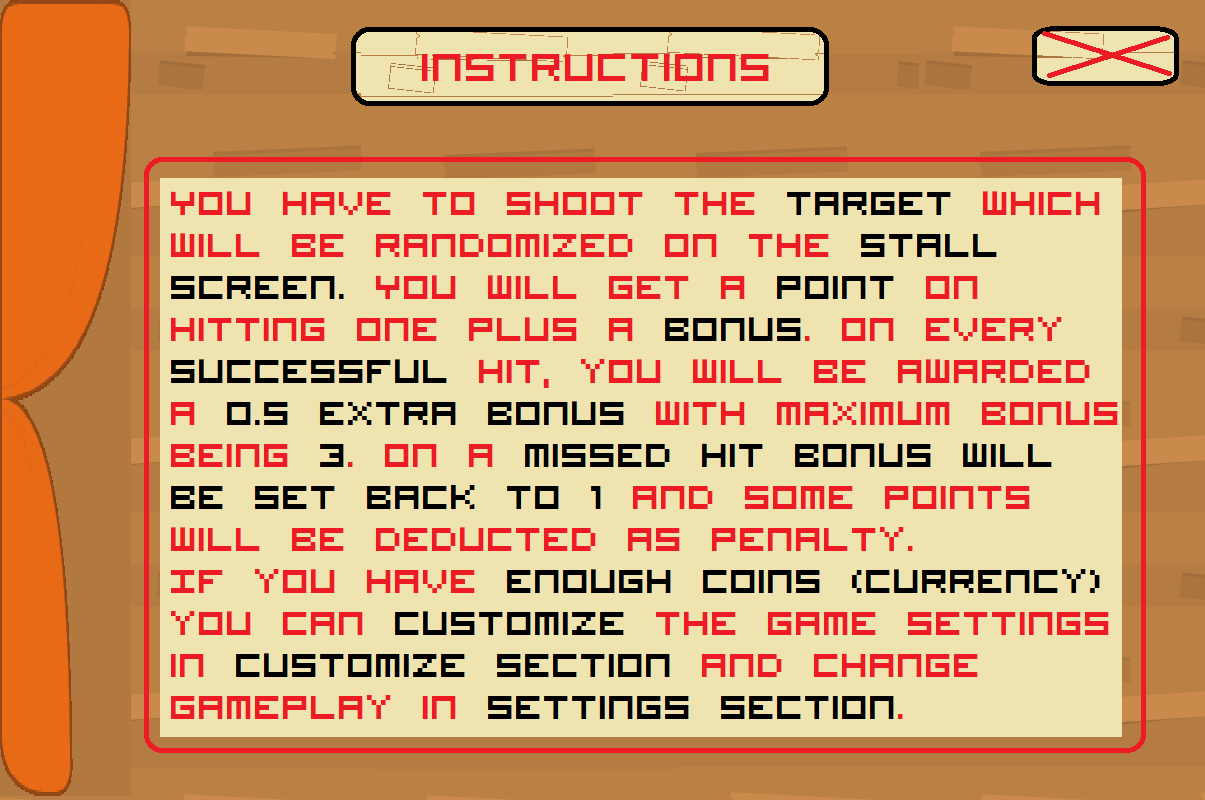 INSTRUCTIONS
YOU HAVE TO SHOOT THE TARGET WHICH
WILL BE RANDOMIZED ON THE STALL
SCREEN. YOU WILL GET A POINT ON
HITTING ONE PLUS A BONUS. ON EVERY
SUCCESSFUL HIT, YOU WILL BE AWARDED
A 0.5 EXTRA BONUS WITH MAXIMUM BONUS
BEING 3. ON A MISSED HIT BONUS WILL
BE SET BACK TO 1 AND SOME POINTS
WILL BE DEDUCTED AS PENALTY.
IF YOU HAVE ENOUGH COINS (CURRENCY)
YOU CAN CUSTOMIZE THE GAME SETTINGS
IN CUSTOMIZE SECTION AND CHANGE
GAMEPLAY IN SETTINGS SECTION.